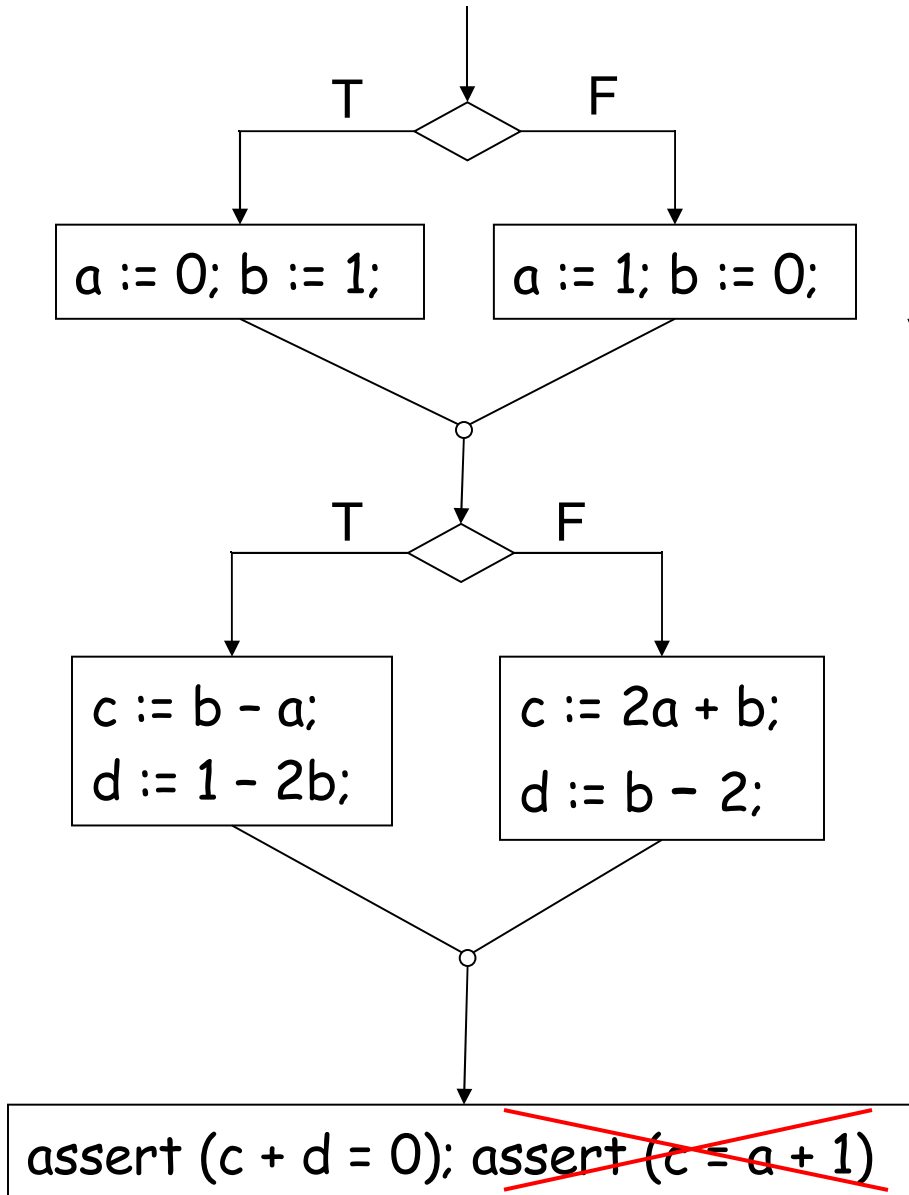 T F
a := 0; b := 1;
a := 1; b := 0;
T F
c := b – a;
d := 1 – 2b;
c := 2a + b;
d := b – 2;
assert (c + d = 0); assert (c = a + 1)